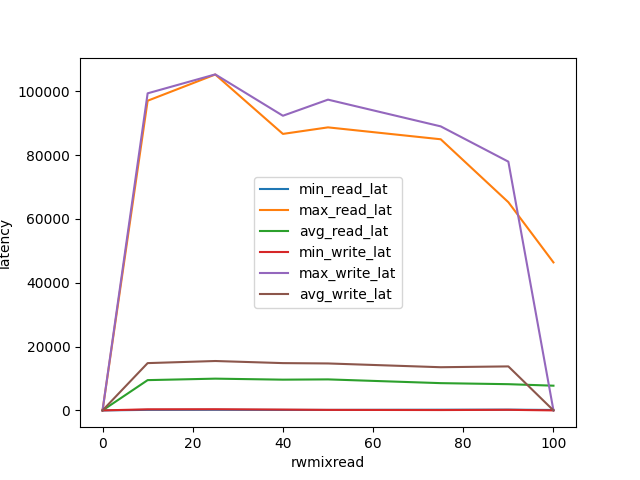 100000
80000
60000
40000
20000
0
latency
min_read_lat
max_read_lat
avg_read_lat
min_write_lat
max_write_lat
avg_write_lat
0 20 40 60 80 100
rwmixread